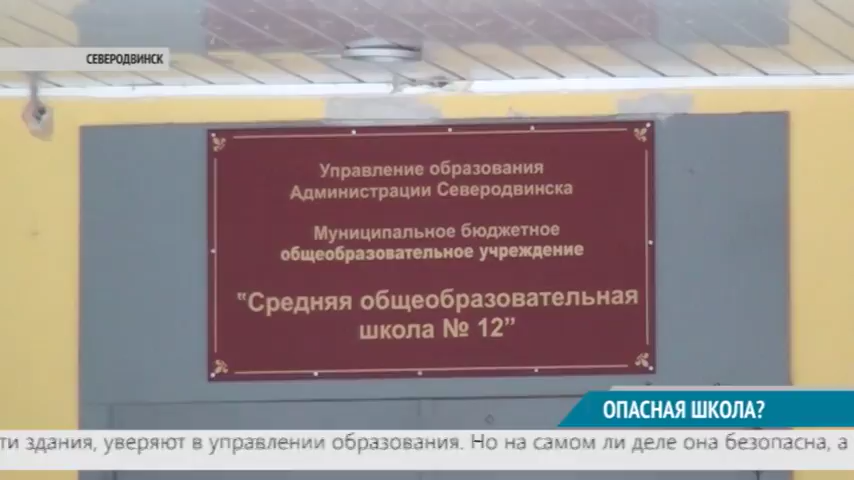 СЕВЕРОДВИНСК
Управление образования
Администрации Северодвинска
Муниципальное бюджетное
общеобразовательное учреждение
"Средняя общеобразовательная
школа № 12"
ОПАСНАЯ ШКОЛА?
ти здания, уверяют в управлении образования. Но на самом ли деле она безопасна, а